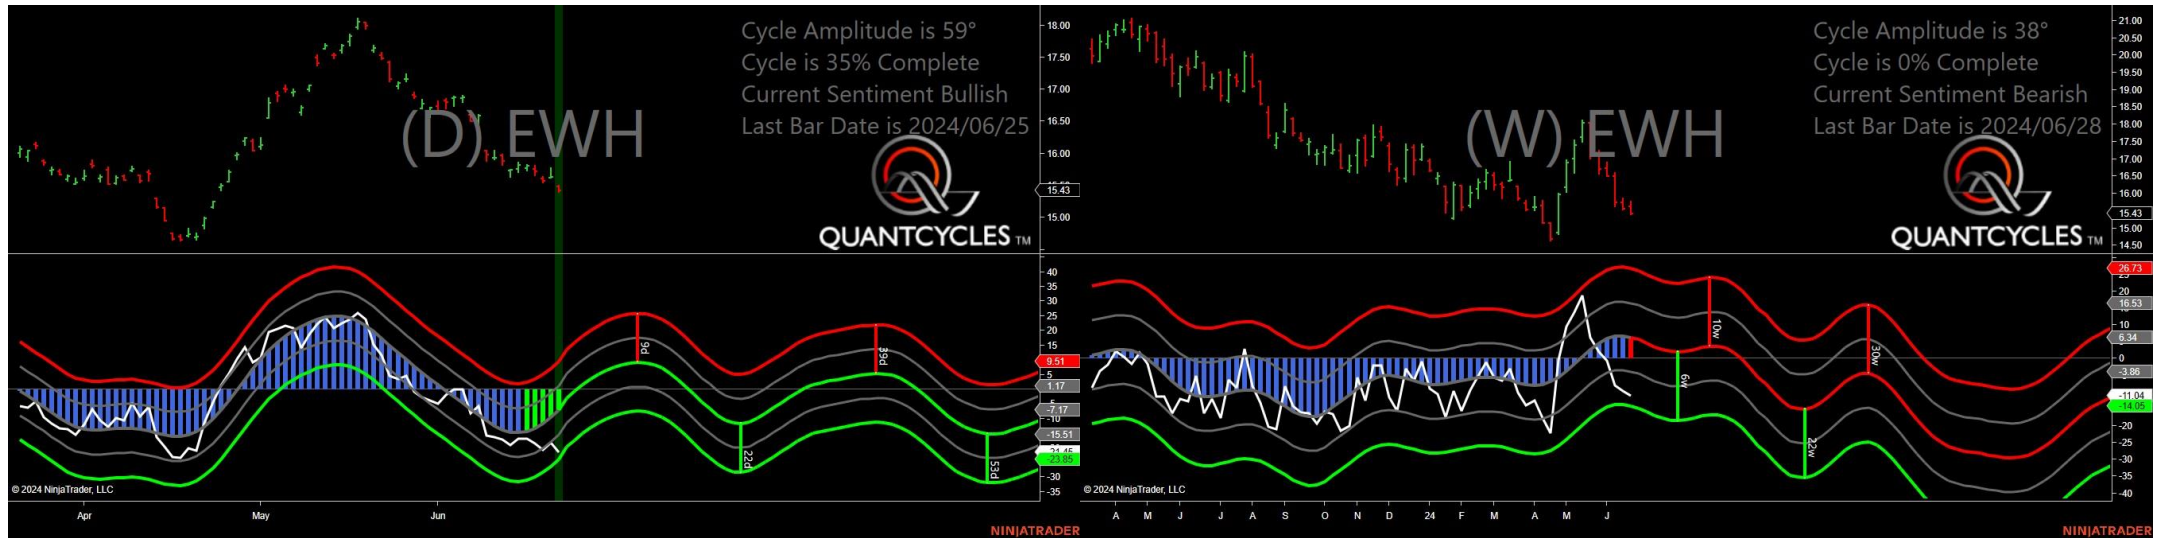 Cycle Amplitude is 59°
Cycle is 35% Complete
Current Sentiment Bullish
Last Bar Date is 2024/06/25
(D) EWH
QUANTCYCLES TM
18.00
17.50
17.00
16.50
16.00
15.43
15.00
40
35
30
25
20
15
9.51
5
1.17
-7.17
-10
-15.51
-23.85
-30
-35
9d
39d
22d
53d
© 2024 NinjaTrader, LLC
Apr May Jun
NINJATRADER
Cycle Amplitude is 38°
Cycle is 0% Complete
Current Sentiment Bearish
Last Bar Date is 2024/06/28
(W) EWH
QUANTCYCLES TM
21.00
20.50
20.00
19.50
19.00
18.50
18.00
17.50
17.00
16.50
16.00
15.43
15.00
14.50
26.73
20
16.53
10
6.34
0
-3.86
-11.04
-14.05
-20
-25
-30
-35
-40
10w
30w
6w
22w
© 2024 NinjaTrader, LLC
A M J J A S O N D 24 F M A M J
NINJATRADER